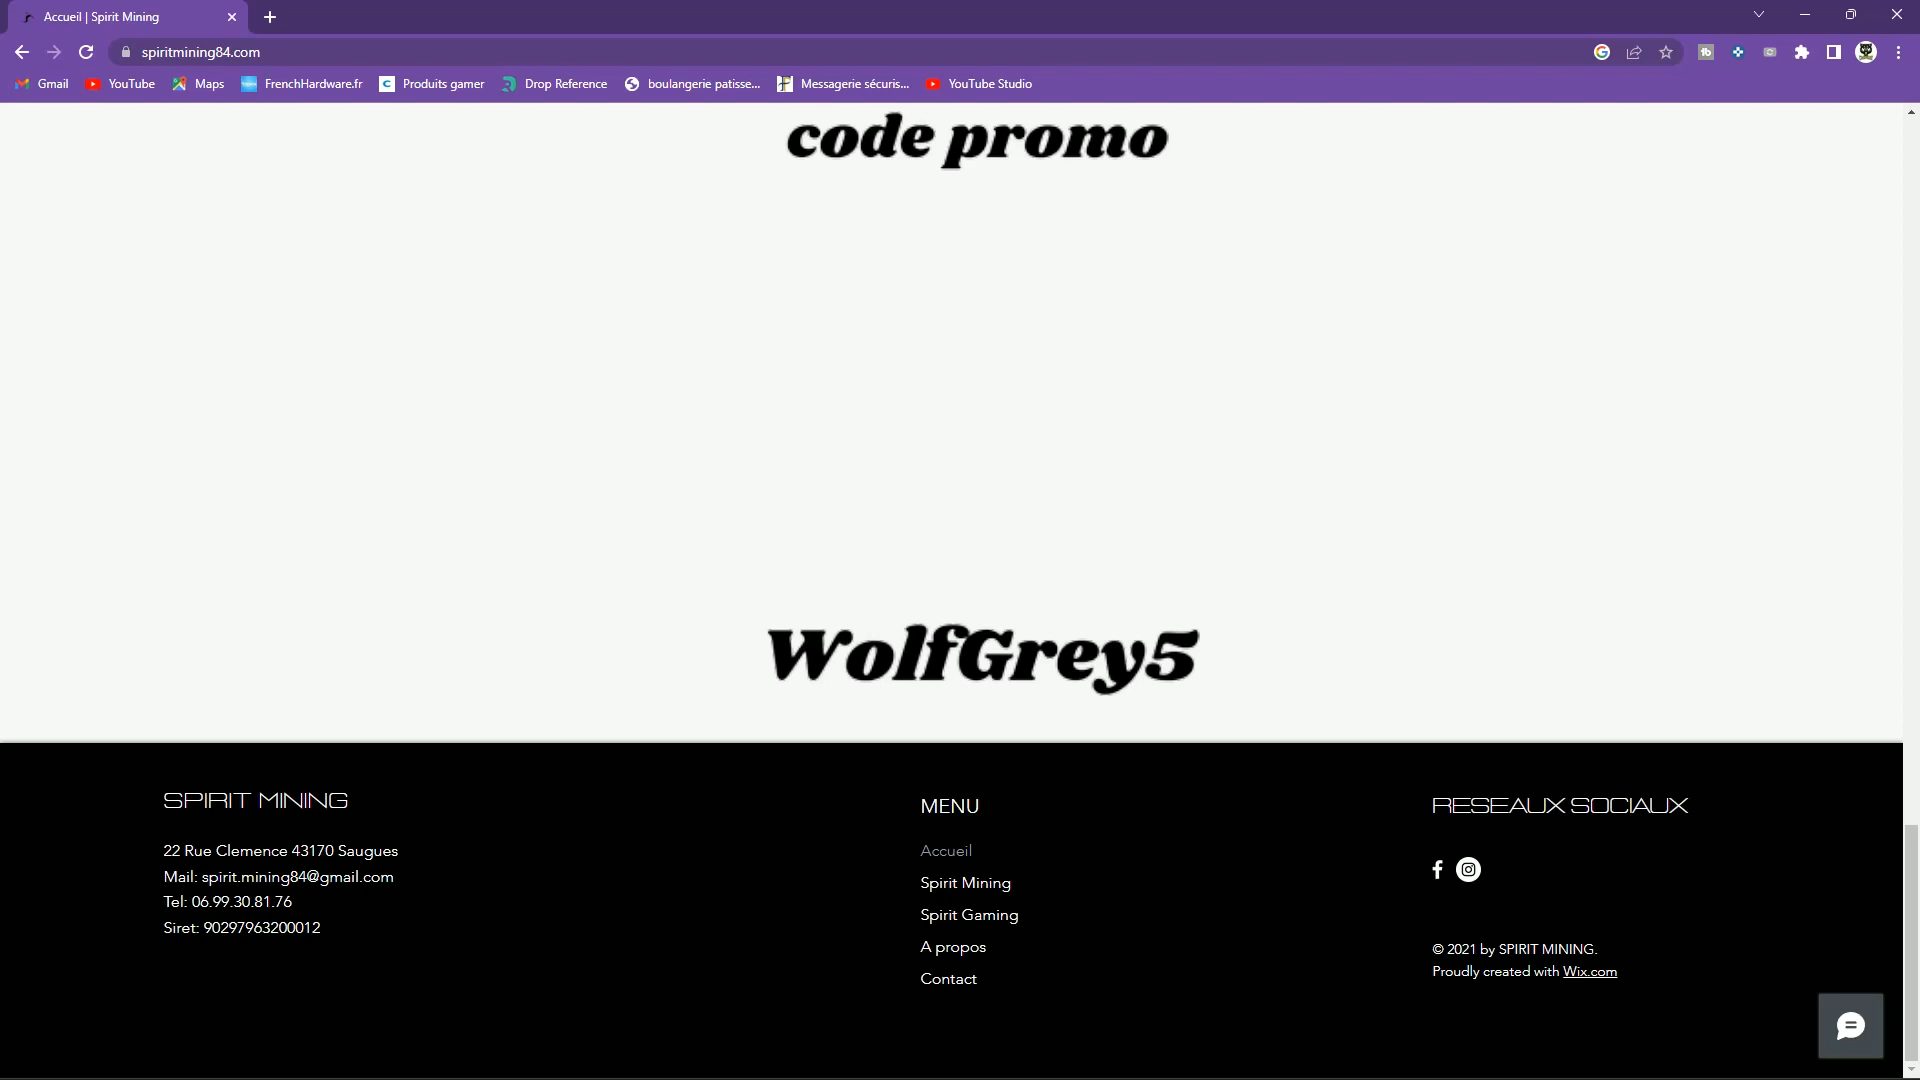 Accueil | Spirit Mining
spiritmining84.com
Gmail
YouTube
Maps
FrenchHardware.fr
Produits gamer
Drop Reference
boulangerie patisse...
Messagerie sécuris...
YouTube Studio
code promo
WolfGrey5
SPIRIT MINING
22 Rue Clemence 43170 Saugues
Mail: spirit.mining84@gmail.com
Tel: 06.99.30.81.76
Siret: 90297963200012
MENU
Accueil
Spirit Mining
Spirit Gaming
A propos
Contact
RESEAUX SOCIAUX
© 2021 by SPIRIT MINING.
Proudly created with Wix.com